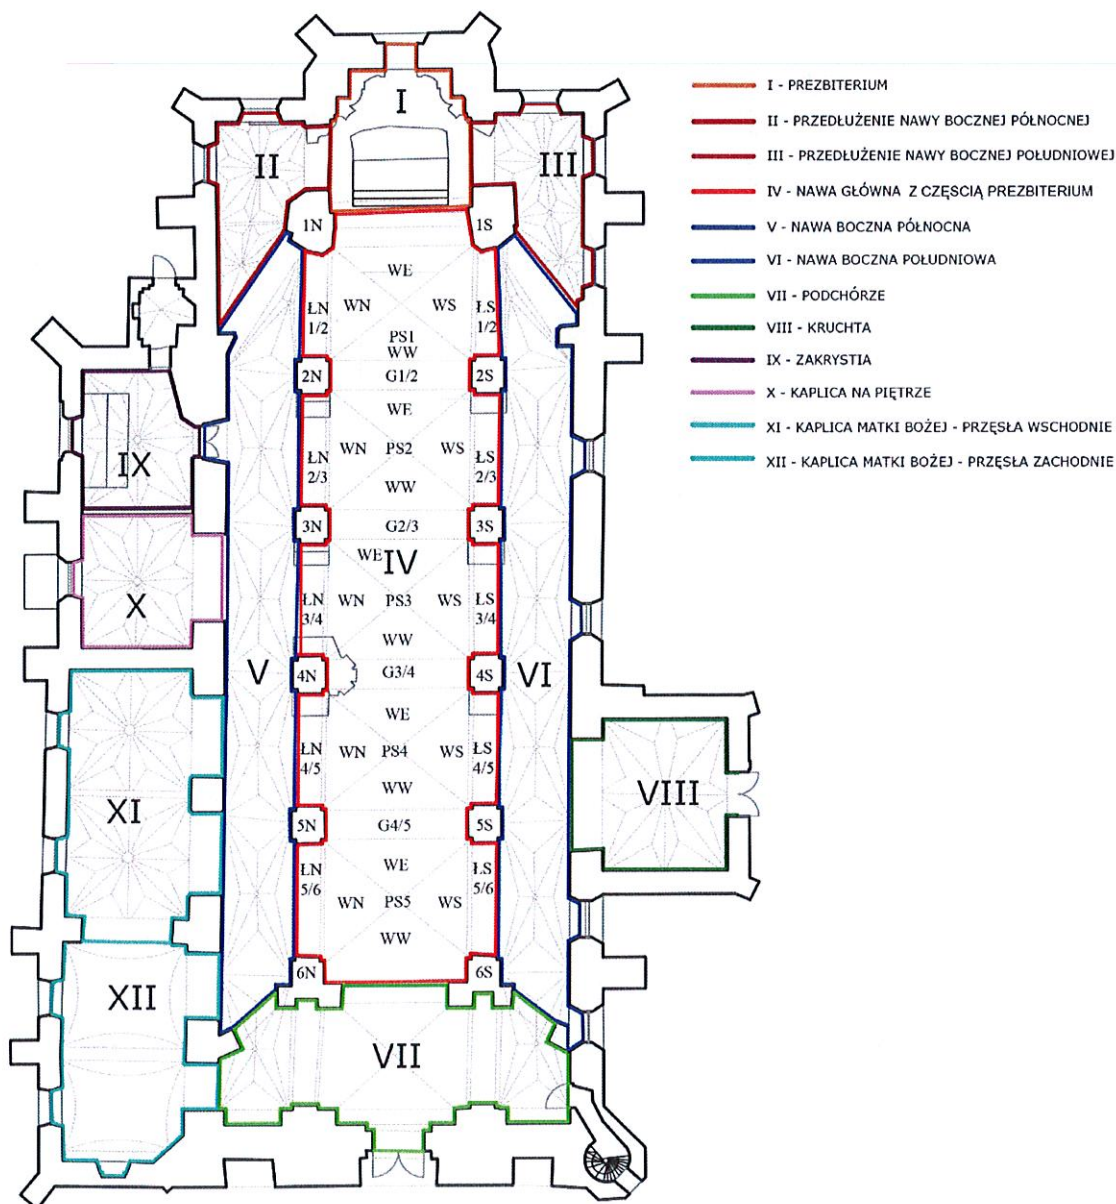 I
I - PREZBITERIUM
II - PRZEDŁUŻENIE NAWY BOCZNEJ PÓŁNOCNEJ
III - PRZEDŁUŻENIE NAWY BOCZNEJ POŁUDNIOWEJ
IV - NAWA GŁÓWNA Z CZĘŚCIĄ PREZBITERIUM
V - NAWA BOCZNA PÓŁNOCNA
VI - NAWA BOCZNA POŁUDNIOWA
VII - PODCHÓRZE
VIII - KRUCHTA
IX - ZAKRYSTIA
X - KAPLICA NA PIĘTRZE
XI - KAPLICA MATKI BOŻEJ - PRZĘSŁA WSCHODNIE
XII - KAPLICA MATKI BOŻEJ - PRZĘSŁA ZACHODNIE
II III
1N 1S
WE
ŁN WN WS ŁS
1/2 1/2
PS1
WW
2N G1/2 2S
WE
ŁN WN PS2 WS ŁS
2/3 2/3
IX
WW
3N G2/3 3S
WE IV
X
ŁN WN PS3 WS ŁS
3/4 3/4
WW
V 4N G3/4 4S VI
WE
ŁN WN PS4 WS ŁS
4/5 4/5
WW
XI VIII
5N G4/5 5S
WE
ŁN ŁS
5/6 5/6
WN PS5 WS
WW
6N 6S
XII
VII